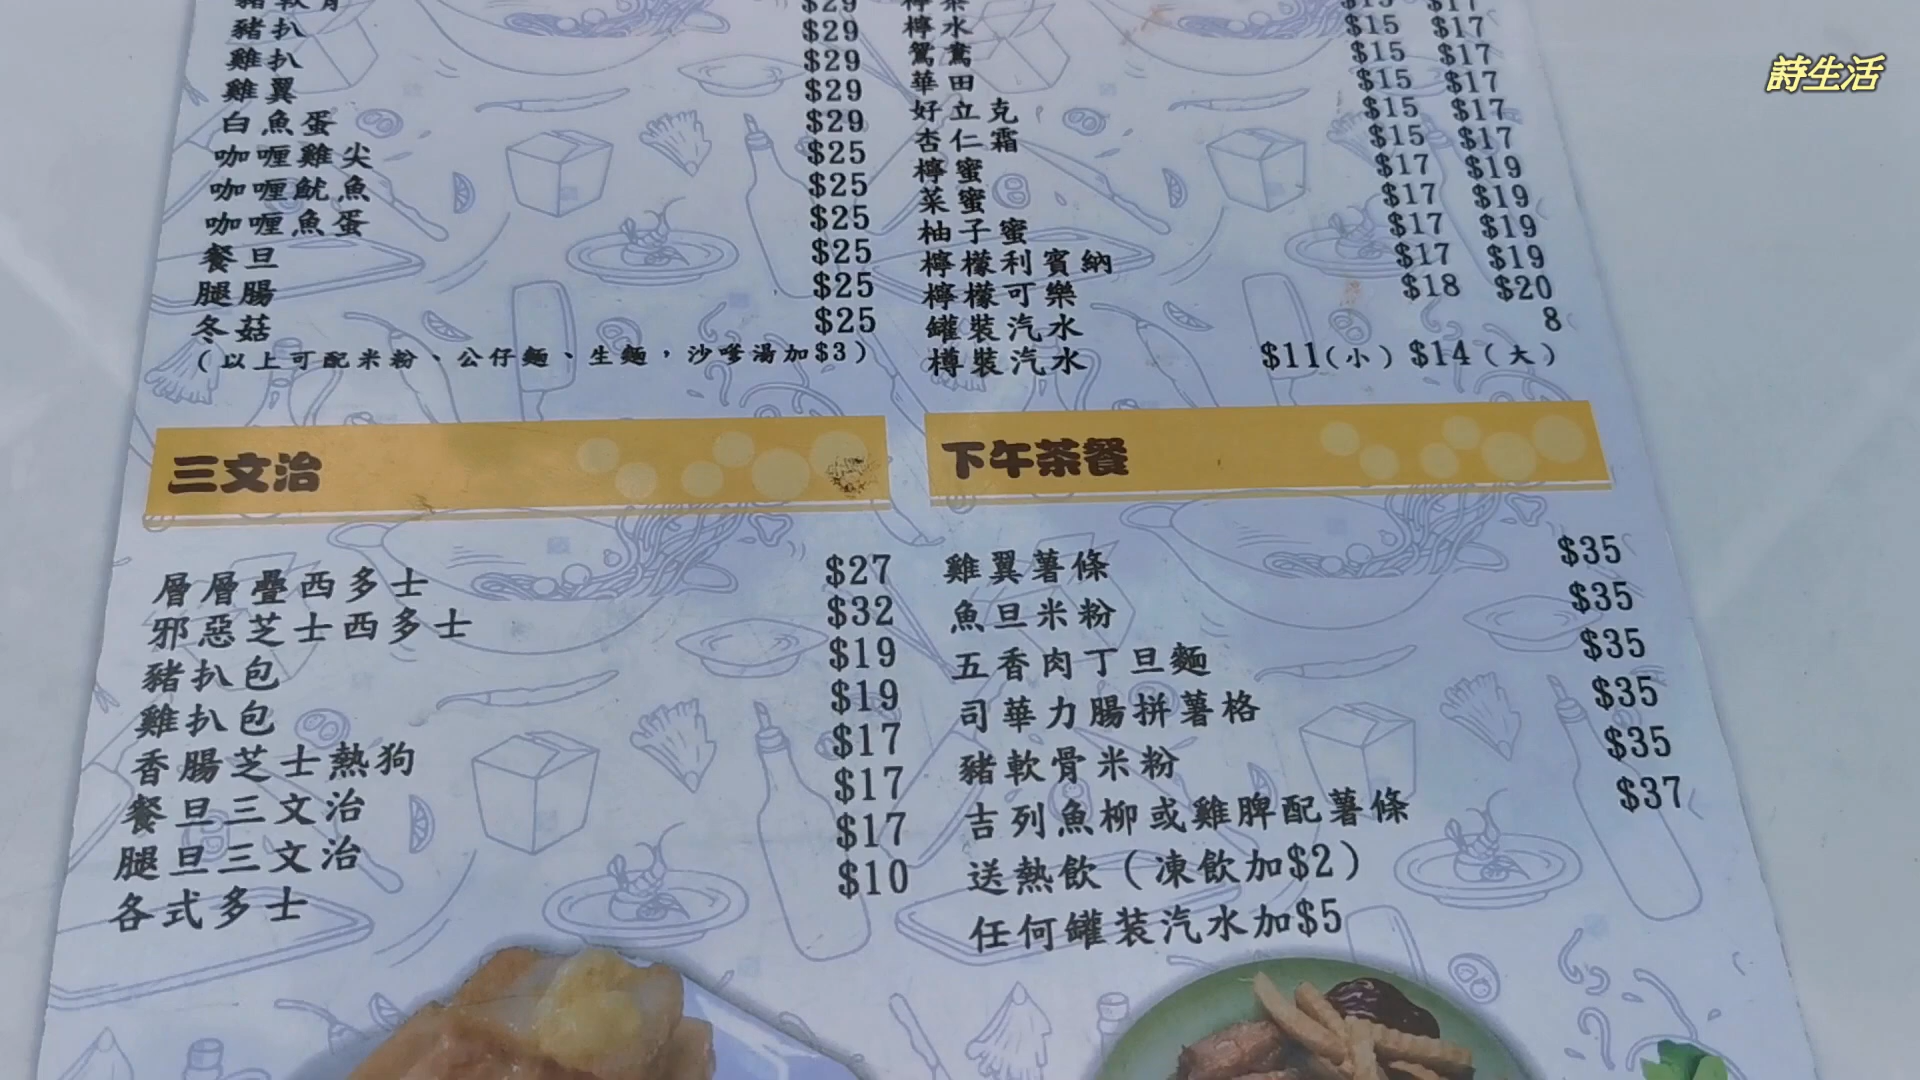 豬軟骨 $29
豬扒 $29
雞扒 $29
雞翼 $29
白魚蛋 $29
咖喱雞尖 $25
咖喱魷魚 $25
咖喱魚蛋 $25
餐旦 $25
腿腸 $25
冬菇 $25
(以上可配米粉、公仔麵、生麵，沙嗲湯加$3)
檸水 $15 $17
鴛鴦 $15 $17
華田 $15 $17
好立克 $15 $17
杏仁霜 $15 $17
檸蜜 $17 $19
菜蜜 $17 $19
柚子蜜 $17 $19
檸檬利賓納 $17 $19
檸檬可樂 $18 $20
罐裝汽水 8
樽裝汽水 $11(小) $14(大)
三文治
層層疊西多士 $27
邪惡芝士西多士 $32
豬扒包 $19
雞扒包 $19
香腸芝士熱狗 $17
餐旦三文治 $17
腿旦三文治 $17
各式多士 $10
下午茶餐
雞翼薯條 $35
魚旦米粉 $35
五香肉丁旦麵 $35
司華力腸拼薯格 $35
豬軟骨米粉 $35
吉列魚柳或雞脾配薯條 $37
送熱飲(凍飲加$2)
任何罐装汽水加$5
詩生活